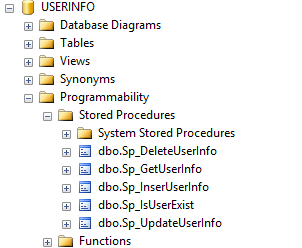 USERINFO
Database Diagrams
Tables
Views
Synonyms
Programmability
Stored Procedures
System Stored Procedures
dbo.Sp_DeleteUserInfo
dbo.Sp_GetUserInfo
dbo.Sp_InserUserInfo
dbo.Sp_IsUserExist
dbo.Sp_UpdateUserInfo
Functions